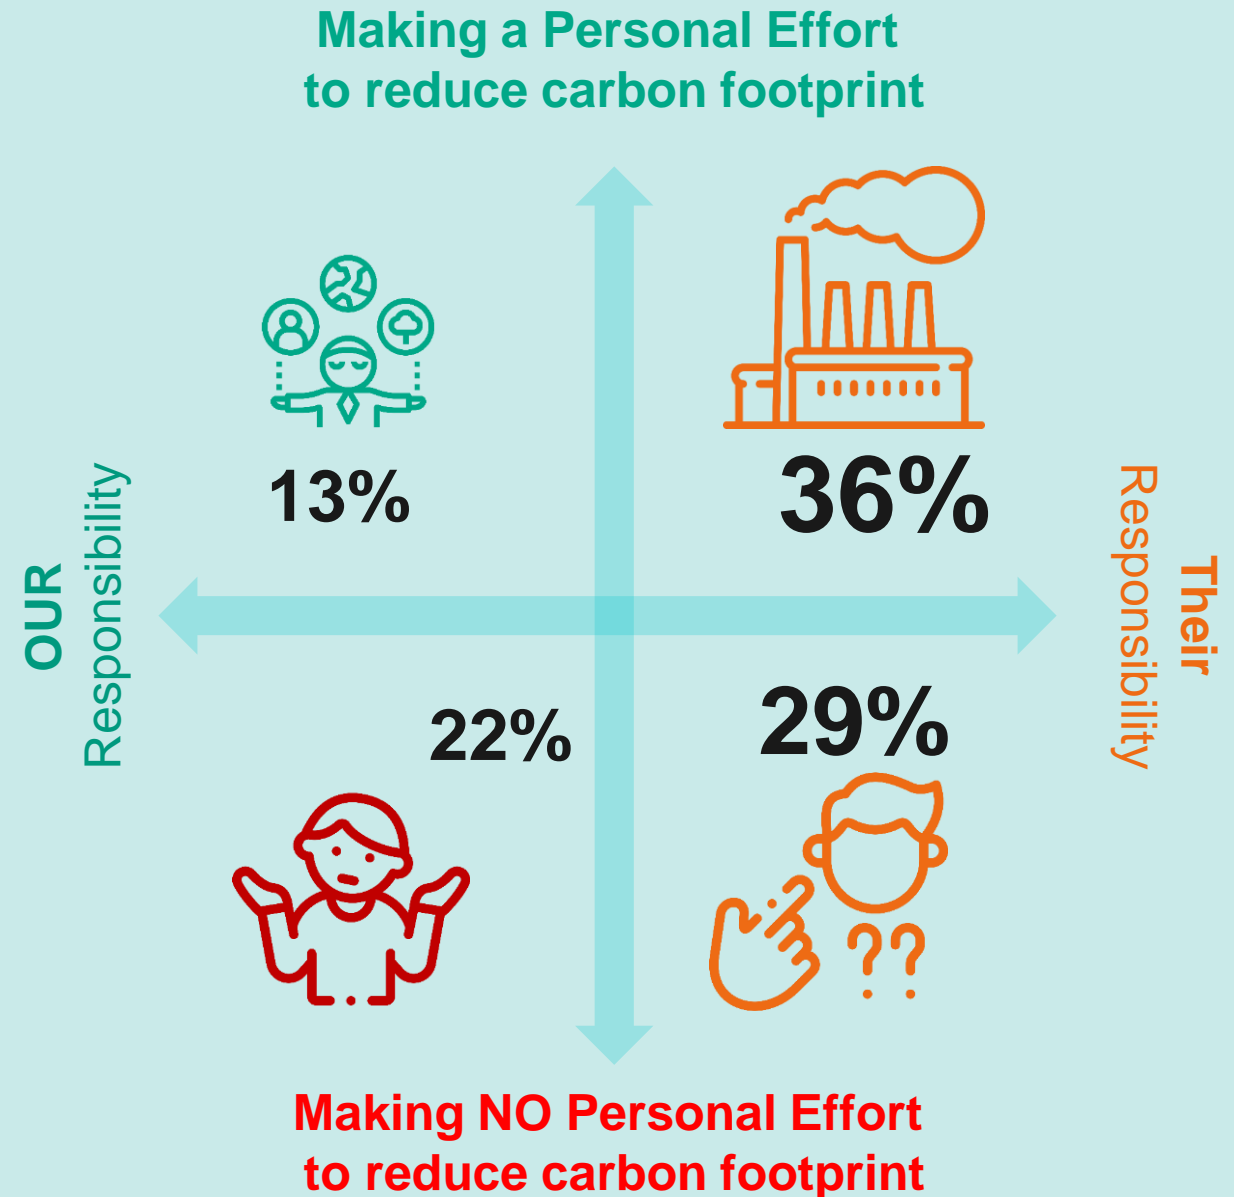 Making a Personal Effort
to reduce carbon footprint
13%
36%
OUR
Responsibility
Their
Responsibility
22%
29%
??
Making NO Personal Effort
to reduce carbon footprint